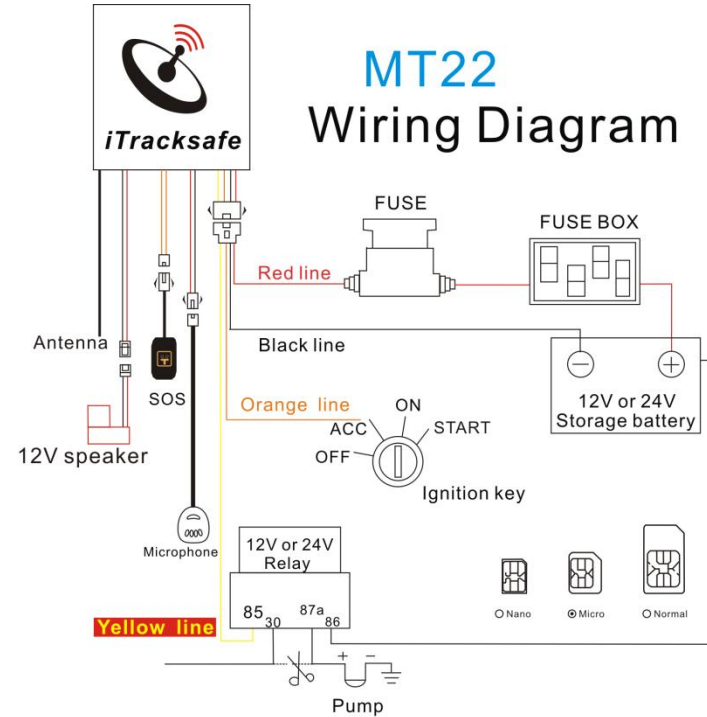 MT22
Wiring Diagram
iTracksafe
FUSE
FUSE BOX
Red line
Antenna
Black line
SOS
Orange line
ON
ACC
START
OFF
12V or 24V
Storage battery
12V speaker
Ignition key
Microphone
12V or 24V
Relay
85
30
87a
86
Nano
Micro
Normal
Yellow line
+
−
Pump